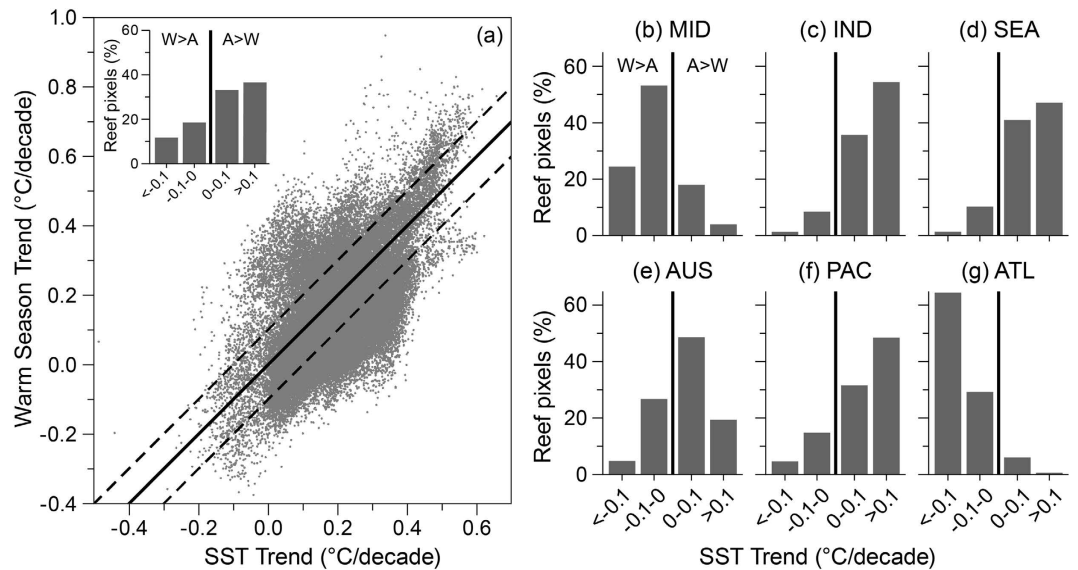 (a)
Warm Season Trend (°C/decade)
1.0
0.8
0.6
0.4
0.2
0.0
-0.2
-0.4
-0.4 -0.2 0.0 0.2 0.4 0.6
SST Trend (°C/decade)
Reef pixels (%)
60
40
20
0
W>A A>W
<-0.1 -0.1-0 0-0.1 >0.1
(b) MID (c) IND (d) SEA
W>A A>W
Reef pixels (%)
60
40
20
0
(e) AUS (f) PAC (g) ATL
Reef pixels (%)
60
40
20
0
<-0.1 -0.1-0 0-0.1 >0.1 <-0.1 -0.1-0 0-0.1 >0.1 <-0.1 -0.1-0 0-0.1 >0.1
SST Trend (°C/decade)